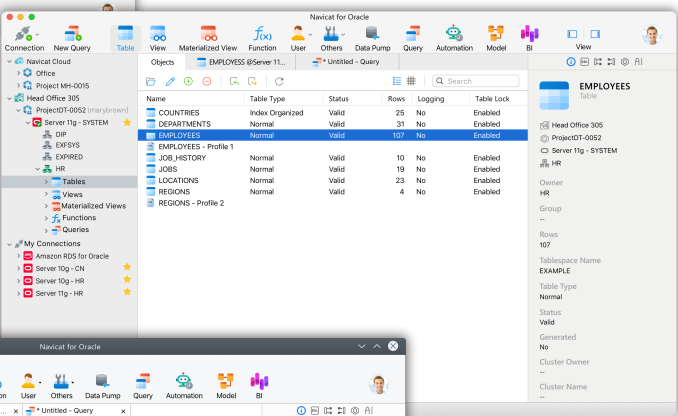 Navicat for Oracle
Connection New Query Table View Materialized View Function User Others Data Pump Query Automation Model BI View
Objects EMPLOYESS @Server 11... * Untitled - Query
Search
Navicat Cloud
Office
Project MH-0015
Head Office 305
ProjectDT-0052 (marybrown)
Server 11g - SYSTEM
DIP
EXFSYS
EXPIRED
HR
Tables
Views
Materialized Views
Functions
Queries
My Connections
Amazon RDS for Oracle
Server 10g - CN
Server 10g - HR
Server 11g - HR
Name Table Type Status Rows Logging Table Lock
COUNTRIES Index Organized Valid 25 No Enabled
DEPARTMENTS Normal Valid 31 No Enabled
EMPLOYEES Normal Valid 107 No Enabled
EMPLOYEES - Profile 1
JOB_HISTORY Normal Valid 10 No Enabled
JOBS Normal Valid 19 No Enabled
LOCATIONS Normal Valid 23 No Enabled
REGIONS Normal Valid 4 No Enabled
REGIONS - Profile 2
AI
EMPLOYEES
Table
Head Office 305
ProjectDT-0052
Server 11g - SYSTEM
HR
Owner
HR
Group
--
Rows
107
Tablespace Name
EXAMPLE
Table Type
Normal
Status
Valid
Generated
No
Cluster Owner
--
Cluster Name
--
Navicat for Oracle
on User Others Data Pump Query Automation Model BI
... x * Untitled - Query x AI